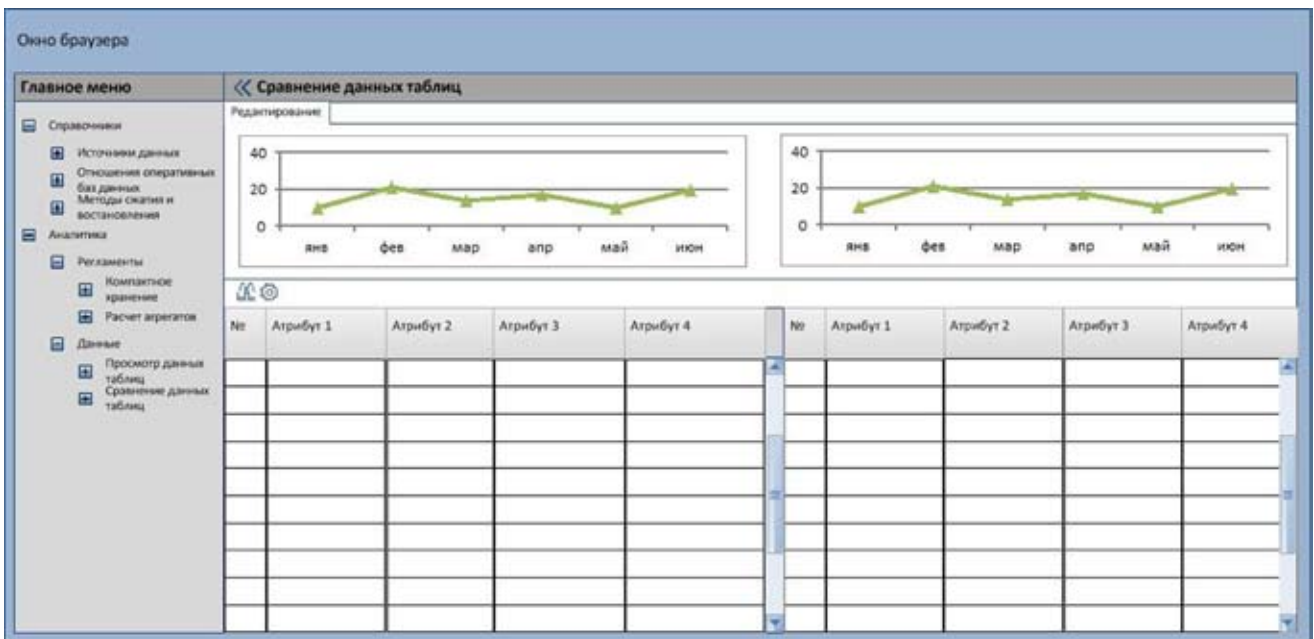 Окно браузера
Главное меню
Справочники
Источники данных
Отношения оперативных
баз данных
Методы сжатия и
востановления
Аналитика
Регламенты
Компактное
хранение
Расчет агрегатов
Данные
Просмотр данных
таблиц
Сравнение данных
таблиц
Сравнение данных таблиц
Редактирование
40
20
0
янв фев мар апр май июн
40
20
0
янв фев мар апр май июн
№ Атрибут 1 Атрибут 2 Атрибут 3 Атрибут 4
№ Атрибут 1 Атрибут 2 Атрибут 3 Атрибут 4